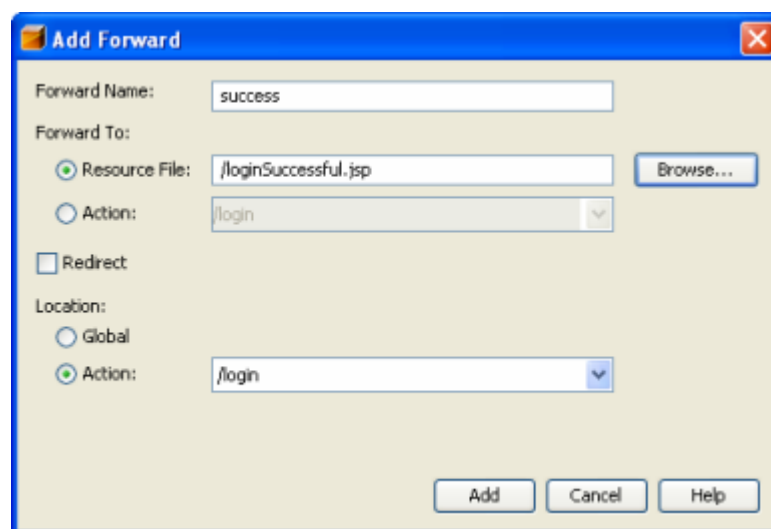 Add Forward
Forward Name: success
Forward To:
Resource File: /loginSuccessful.jsp Browse...
Action: /login
Redirect
Location:
Global
Action: /login
Add Cancel Help